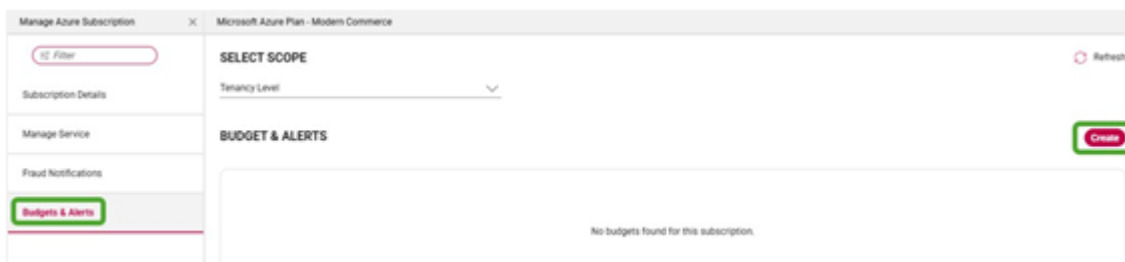 Manage Azure Subscription
Microsoft Azure Plan - Modern Commerce
Filter
SELECT SCOPE
Refresh
Tenancy Level
Subscription Details
Manage Service
BUDGET & ALERTS
Create
Fraud Notifications
Budgets & Alerts
No budgets found for this subscription.